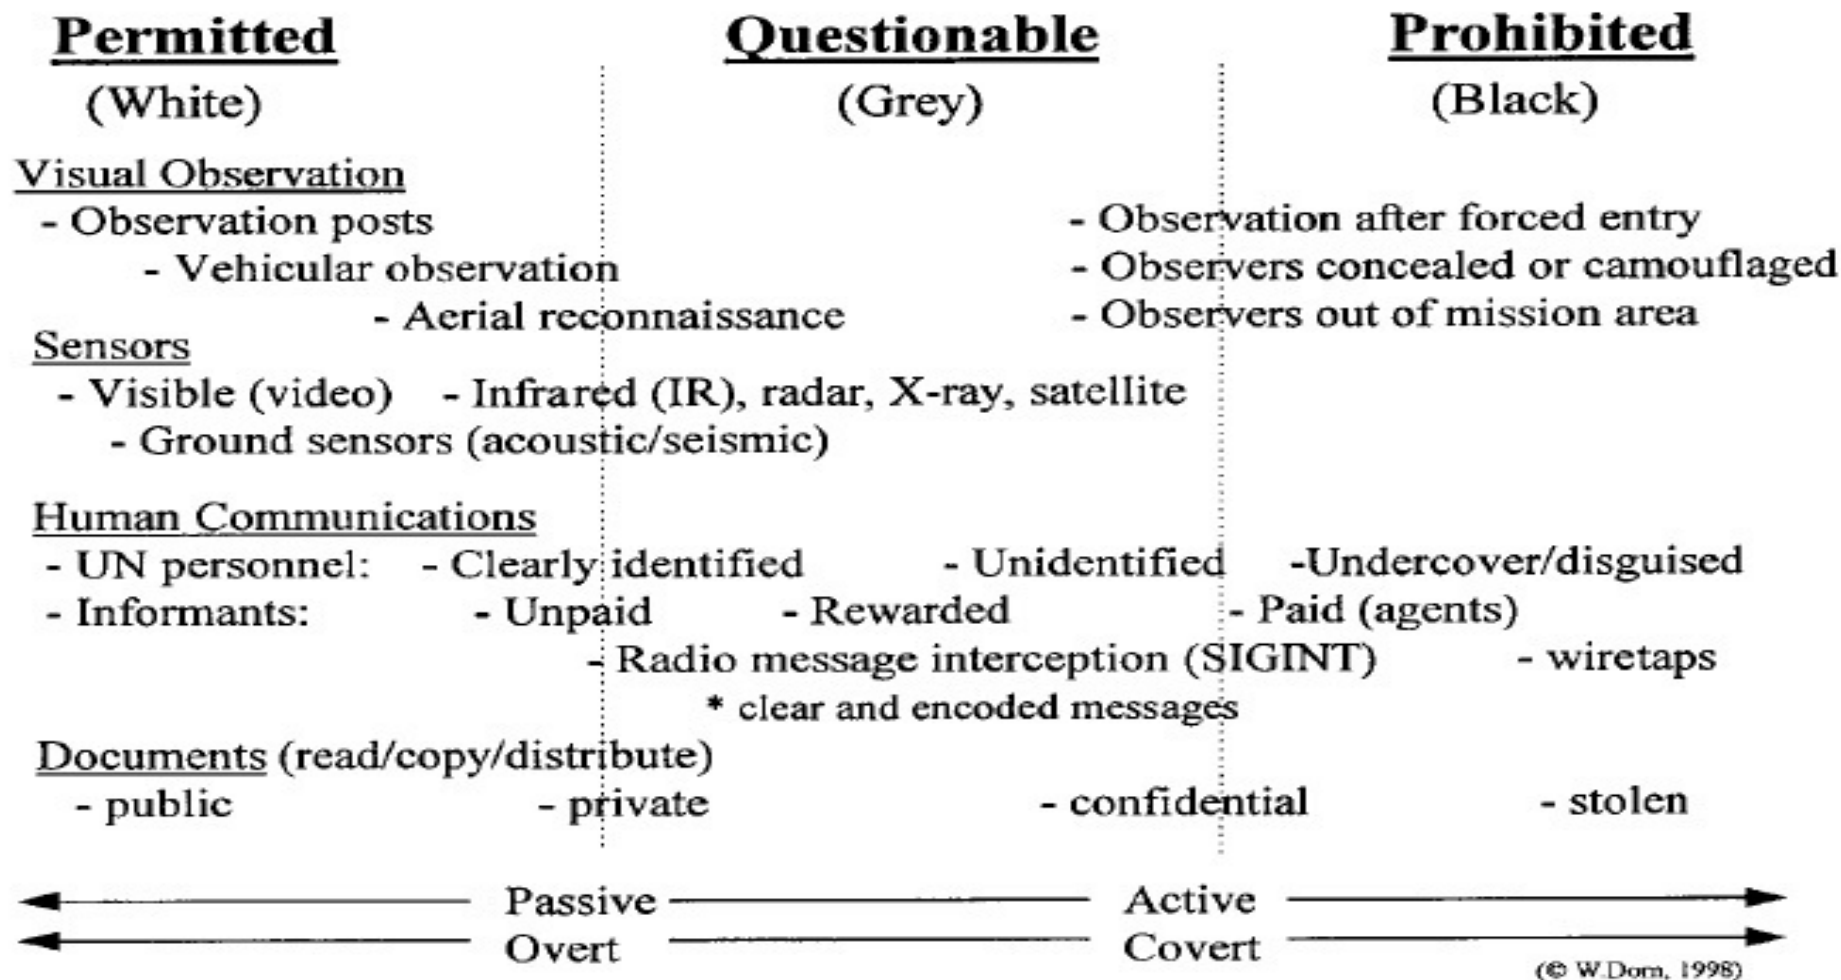 Permitted Questionable Prohibited
(White) (Grey) (Black)
Visual Observation
- Observation posts - Observation after forced entry
- Vehicular observation - Observers concealed or camouflaged
- Aerial reconnaissance - Observers out of mission area
Sensors
- Visible (video) - Infrared (IR), radar, X-ray, satellite
- Ground sensors (acoustic/seismic)
Human Communications
- UN personnel: - Clearly identified - Unidentified -Undercover/disguised
- Informants: - Unpaid - Rewarded - Paid (agents)
- Radio message interception (SIGINT) - wiretaps
* clear and encoded messages
Documents (read/copy/distribute)
- public - private - confidential - stolen
Passive Active
Overt Covert
(© W.Dorn, 1998)